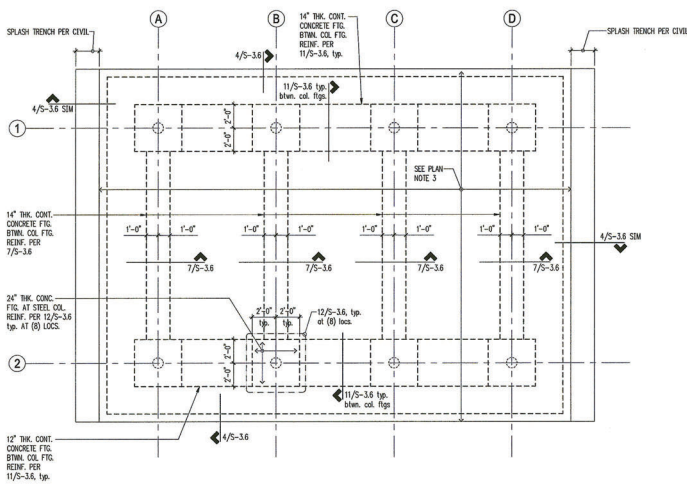 A
B
C
D
SPLASH TRENCH PER CIVIL
14" THK. CONT.
CONCRETE FTG.
BTWN. COL FTG.
REINF. PER
11/S-3.6, typ.
SPLASH TRENCH PER CIVIL
4/S-3.6
11/S-3.6 typ.
btwn. col. ftgs.
4/S-3.6 SIM
1
2'-0"
2'-0"
SEE PLAN
NOTE 3
14" THK. CONT.
CONCRETE FTG.
BTWN. COL FTG.
REINF. PER
7/S-3.6
1'-0"
1'-0"
1'-0"
1'-0"
1'-0"
1'-0"
1'-0"
1'-0"
4/S-3.6 SIM
7/S-3.6
7/S-3.6
7/S-3.6
7/S-3.6
24" THK. CONC.
FTG. AT STEEL COL.
REINF. PER 12/S-3.6
typ. AT (8) LOCS.
2'-0"
typ.
2'-0"
typ.
12/S-3.6, typ.
at (8) locs.
2
2'-0"
2'-0"
11/S-3.6 typ.
btwn. col. ftgs
4/S-3.6
12" THK. CONT.
CONCRETE FTG.
BTWN. COL FTG.
REINF. PER
11/S-3.6, typ.